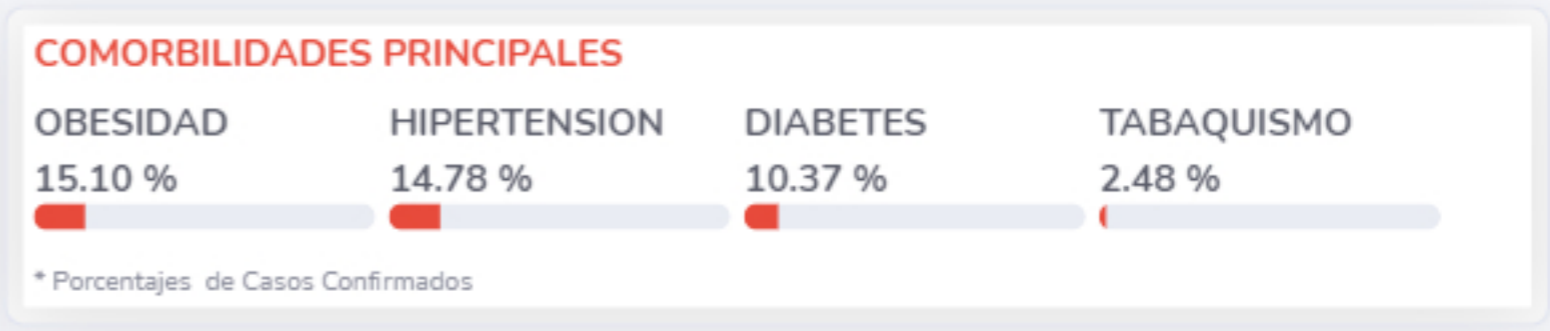 COMORBILIDADES PRINCIPALES
OBESIDAD HIPERTENSION DIABETES TABAQUISMO
15.10 % 14.78 % 10.37 % 2.48 %
* Porcentajes de Casos Confirmados